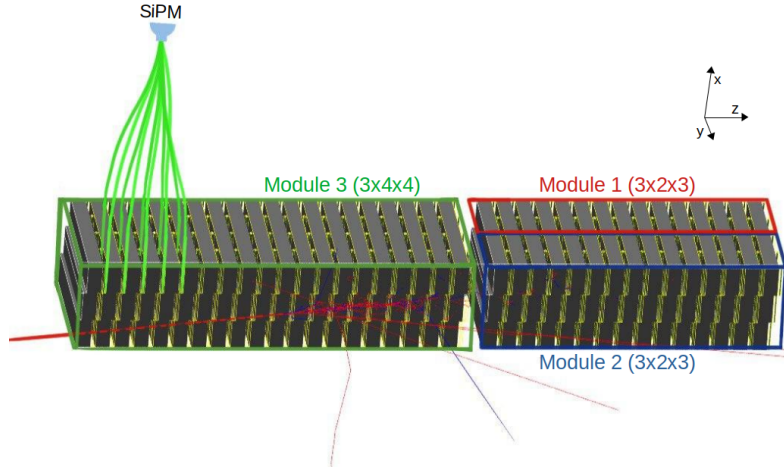 SiPM
x
z
y
Module 3 (3x4x4)
Module 1 (3x2x3)
Module 2 (3x2x3)